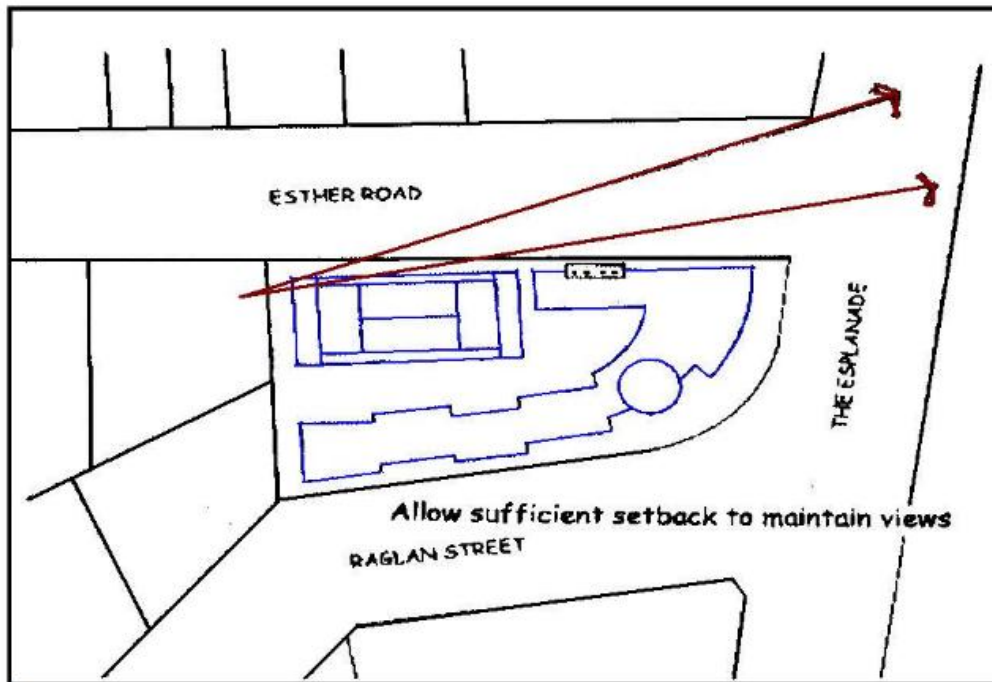 ESTHER ROAD
THE ESPLANADE
Allow sufficient setback to maintain views
RAGLAN STREET